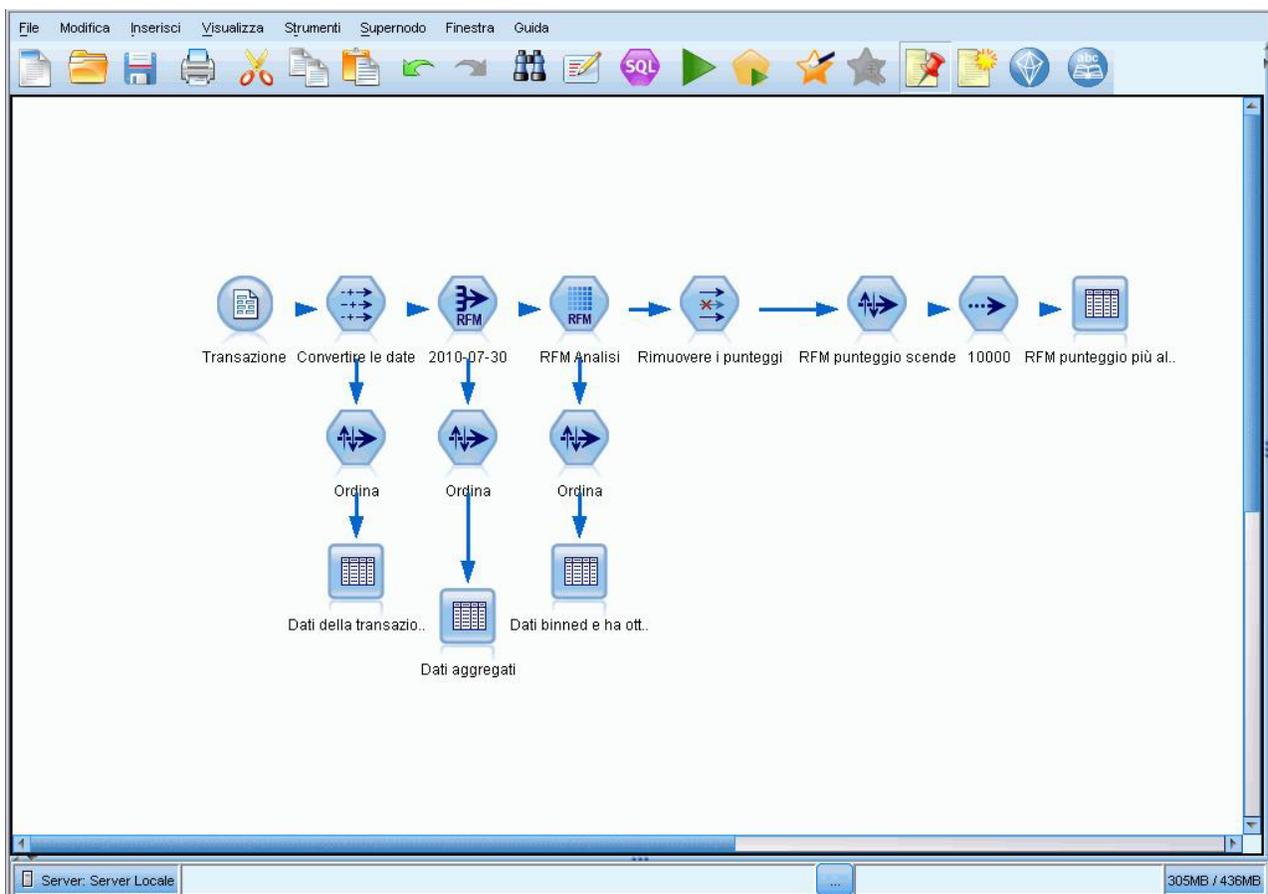 File Modifica Inserisci Visualizza Strumenti Supernodo Finestra Guida
SQL
abc
RFM
RFM
Transazione Convertire le date 2010-07-30 RFM Analisi Rimuovere i punteggi RFM punteggio scende 10000 RFM punteggio più al..
Ordina Ordina Ordina
Dati della transazio.. Dati binned e ha ott..
Dati aggregati
Server: Server Locale ... 305MB / 436MB